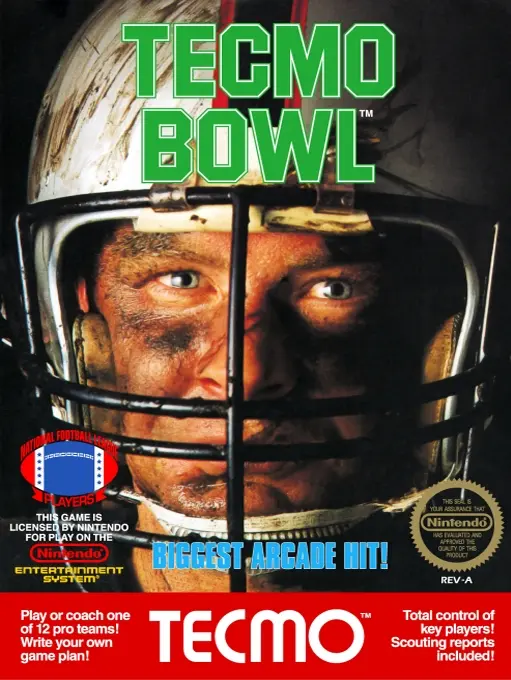 TECMO
BOWL™
NATIONAL FOOTBALL LEAGUE
PLAYERS
THIS GAME IS
LICENSED BY NINTENDO
FOR PLAY ON THE
Nintendo®
ENTERTAINMENT
SYSTEM®
BIGGEST ARCADE HIT!
THIS SEAL IS
YOUR ASSURANCE THAT
Nintendo®
HAS EVALUATED AND
APPROVED THE
QUALITY OF THIS
PRODUCT
REV-A
Play or coach one
of 12 pro teams!
Write your own
game plan!
TECMO™
Total control of
key players!
Scouting reports
included!